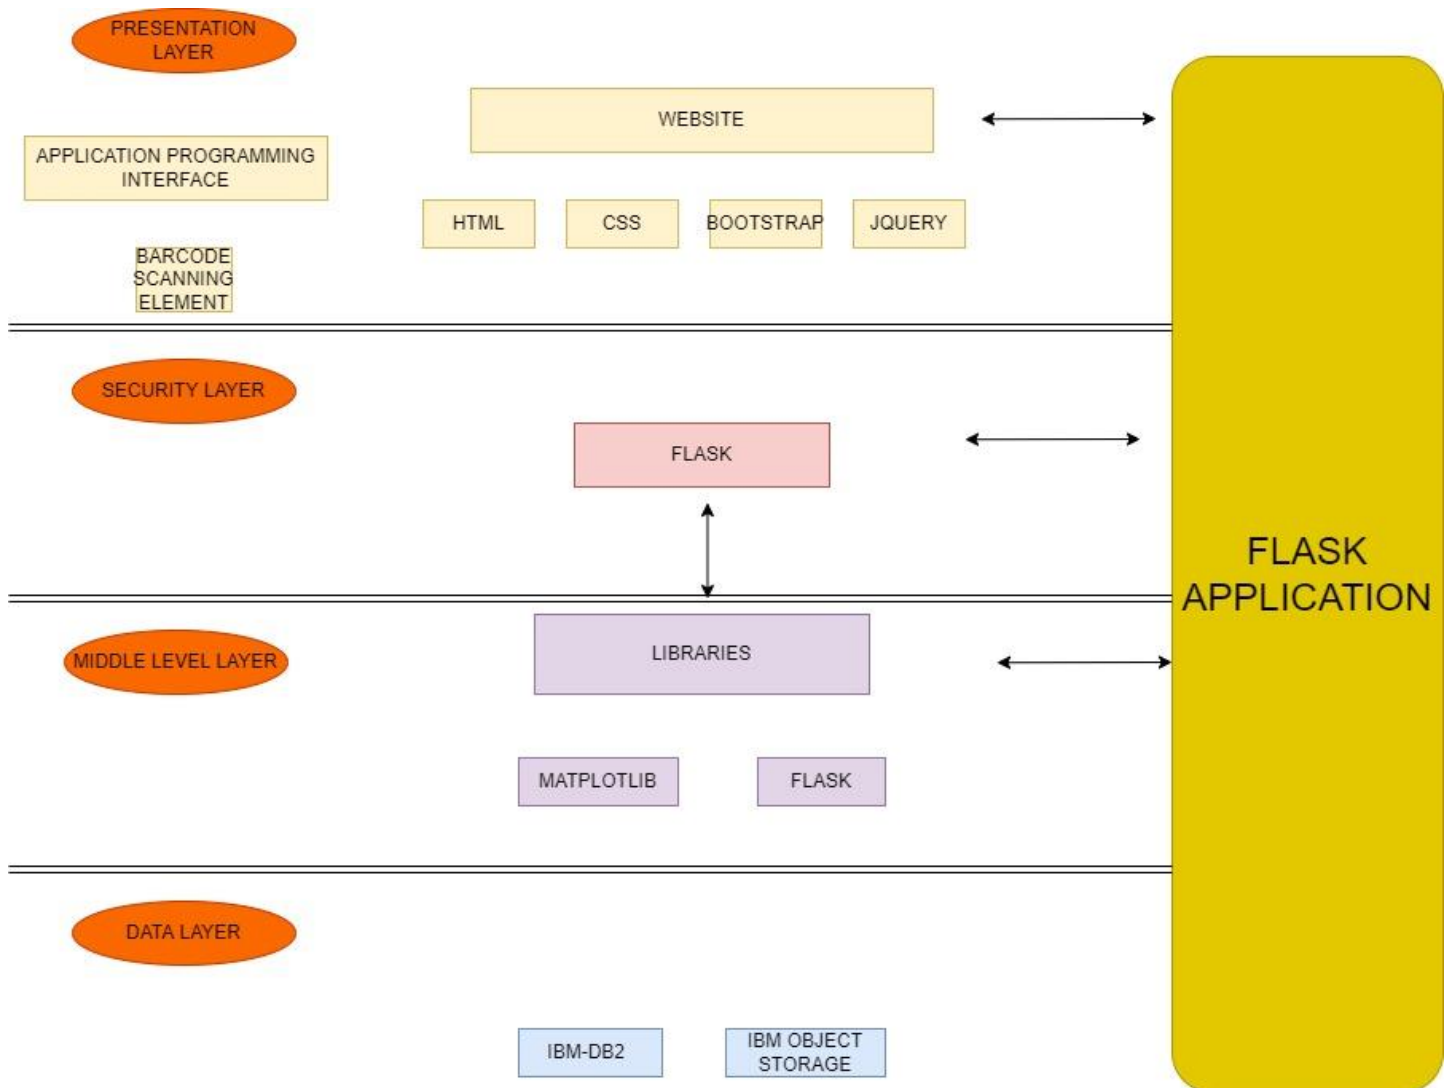 PRESENTATION
LAYER
WEBSITE
APPLICATION PROGRAMMING
INTERFACE
HTML
CSS
BOOTSTRAP
JQUERY
BARCODE
SCANNING
ELEMENT
SECURITY LAYER
FLASK
FLASK
APPLICATION
MIDDLE LEVEL LAYER
LIBRARIES
MATPLOTLIB
FLASK
DATA LAYER
IBM-DB2
IBM OBJECT
STORAGE